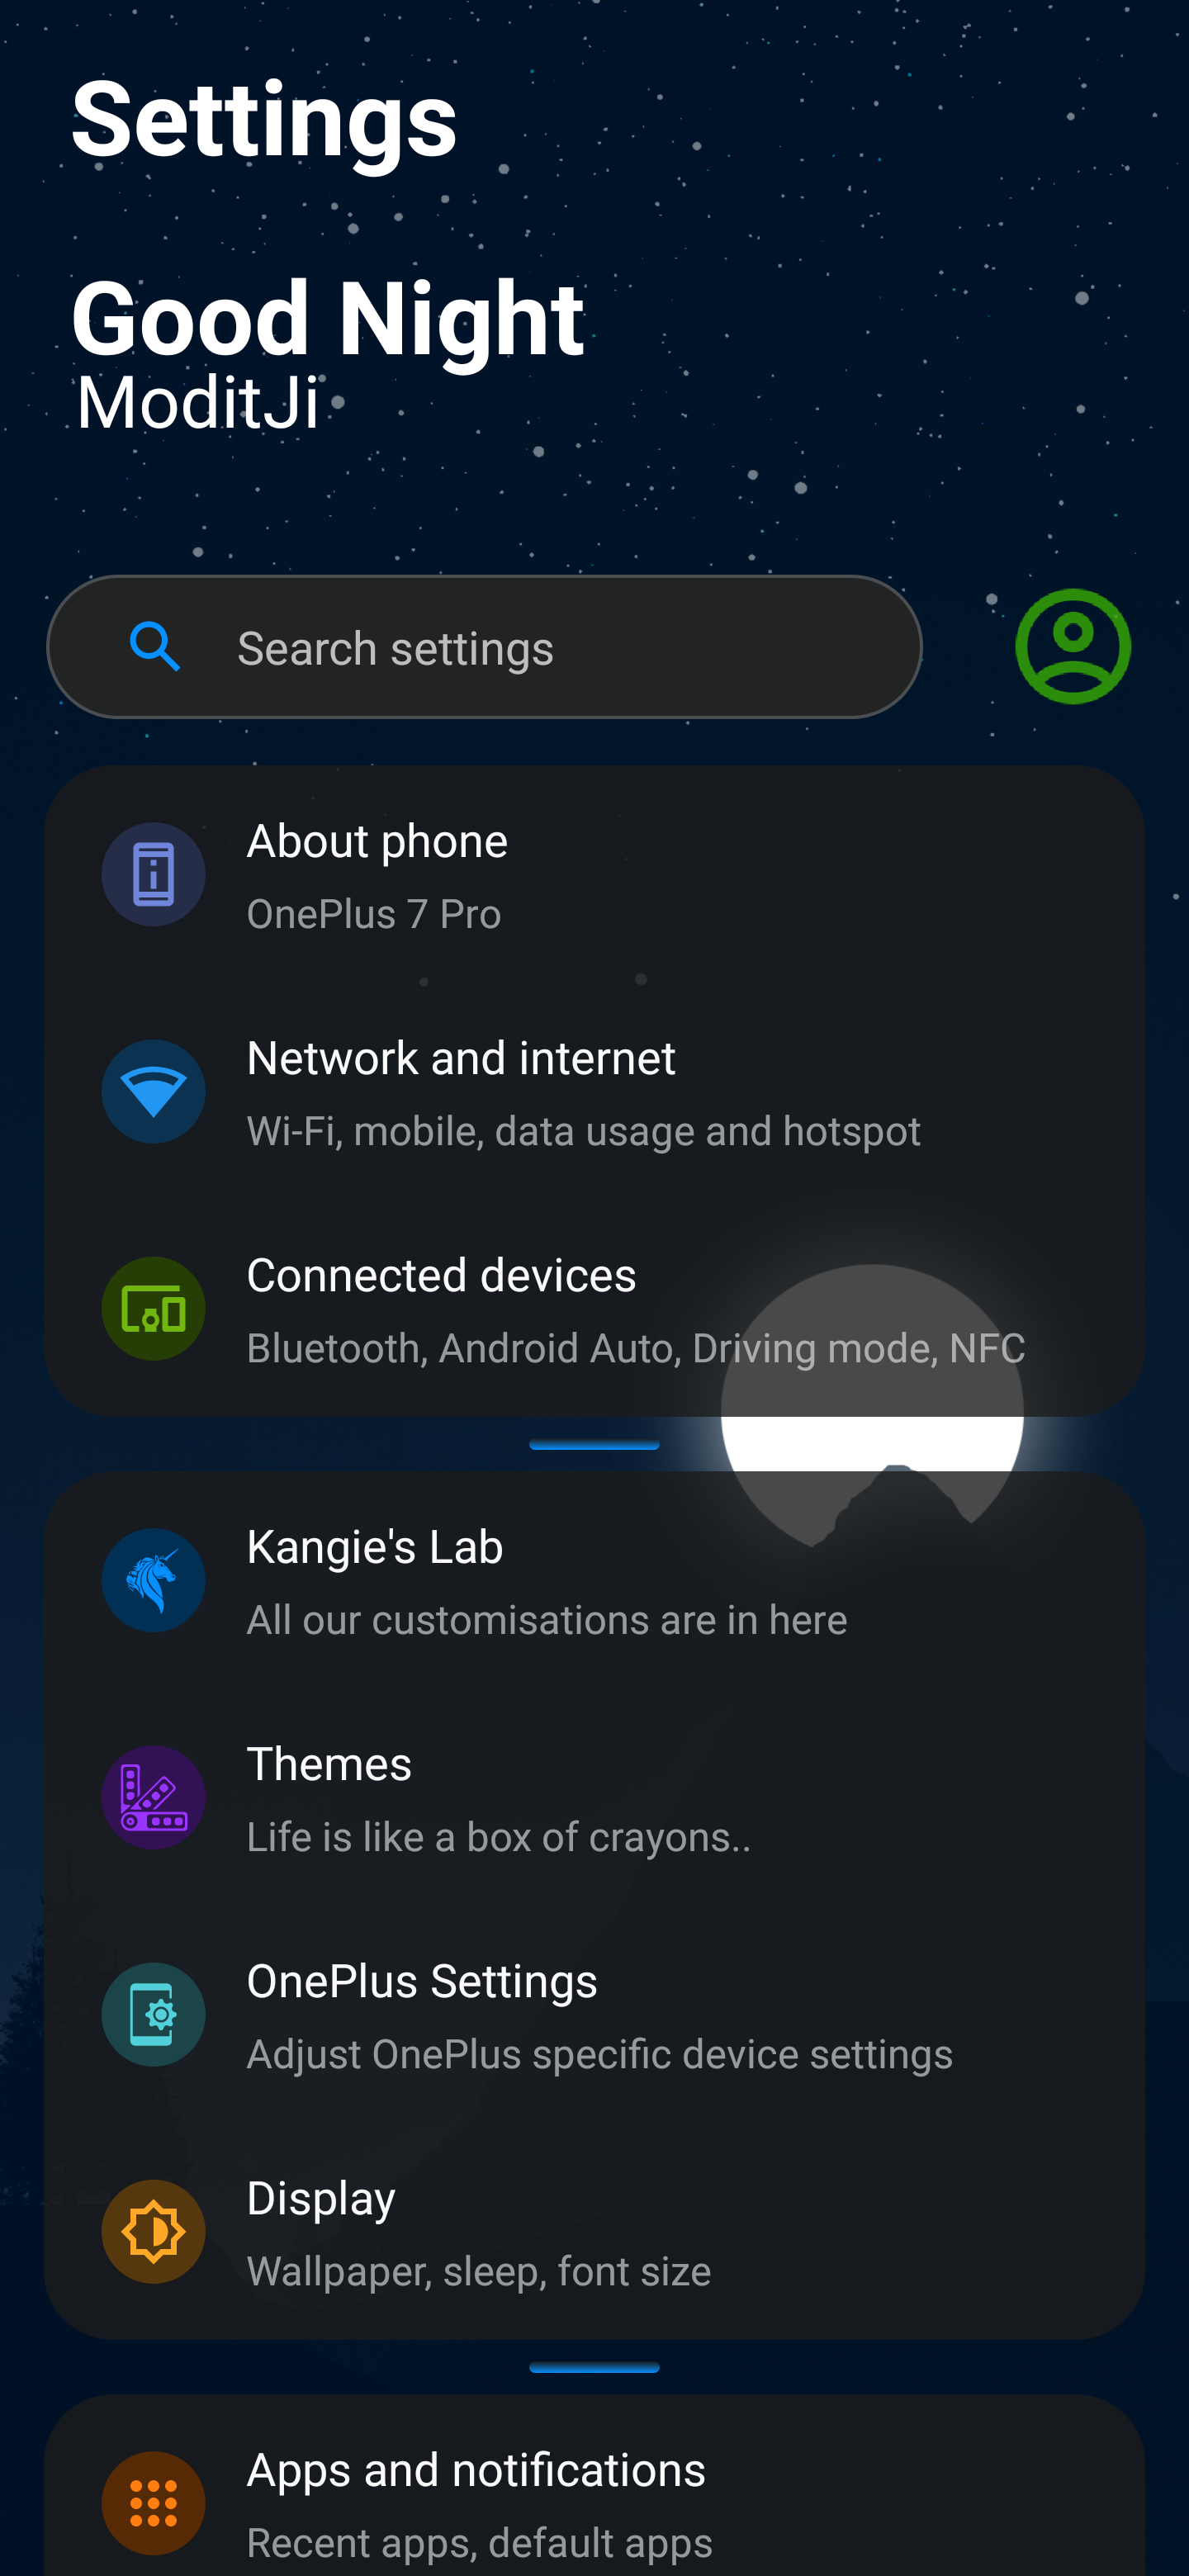 Settings
Good Night
ModitJi
Search settings
About phone
OnePlus 7 Pro
Network and internet
Wi-Fi, mobile, data usage and hotspot
Connected devices
Bluetooth, Android Auto, Driving mode, NFC
Kangie's Lab
All our customisations are in here
Themes
Life is like a box of crayons..
OnePlus Settings
Adjust OnePlus specific device settings
Display
Wallpaper, sleep, font size
Apps and notifications
Recent apps, default apps